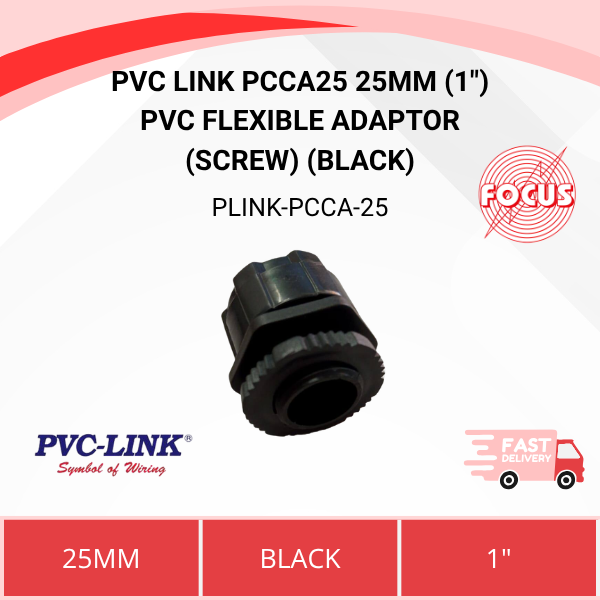 PVC LINK PCCA25 25MM (1")
PVC FLEXIBLE ADAPTOR
(SCREW) (BLACK)
PLINK-PCCA-25
FOCUS
PVC-LINK®
Symbol of Wiring
FAST
DELIVERY
25MM
BLACK
1"